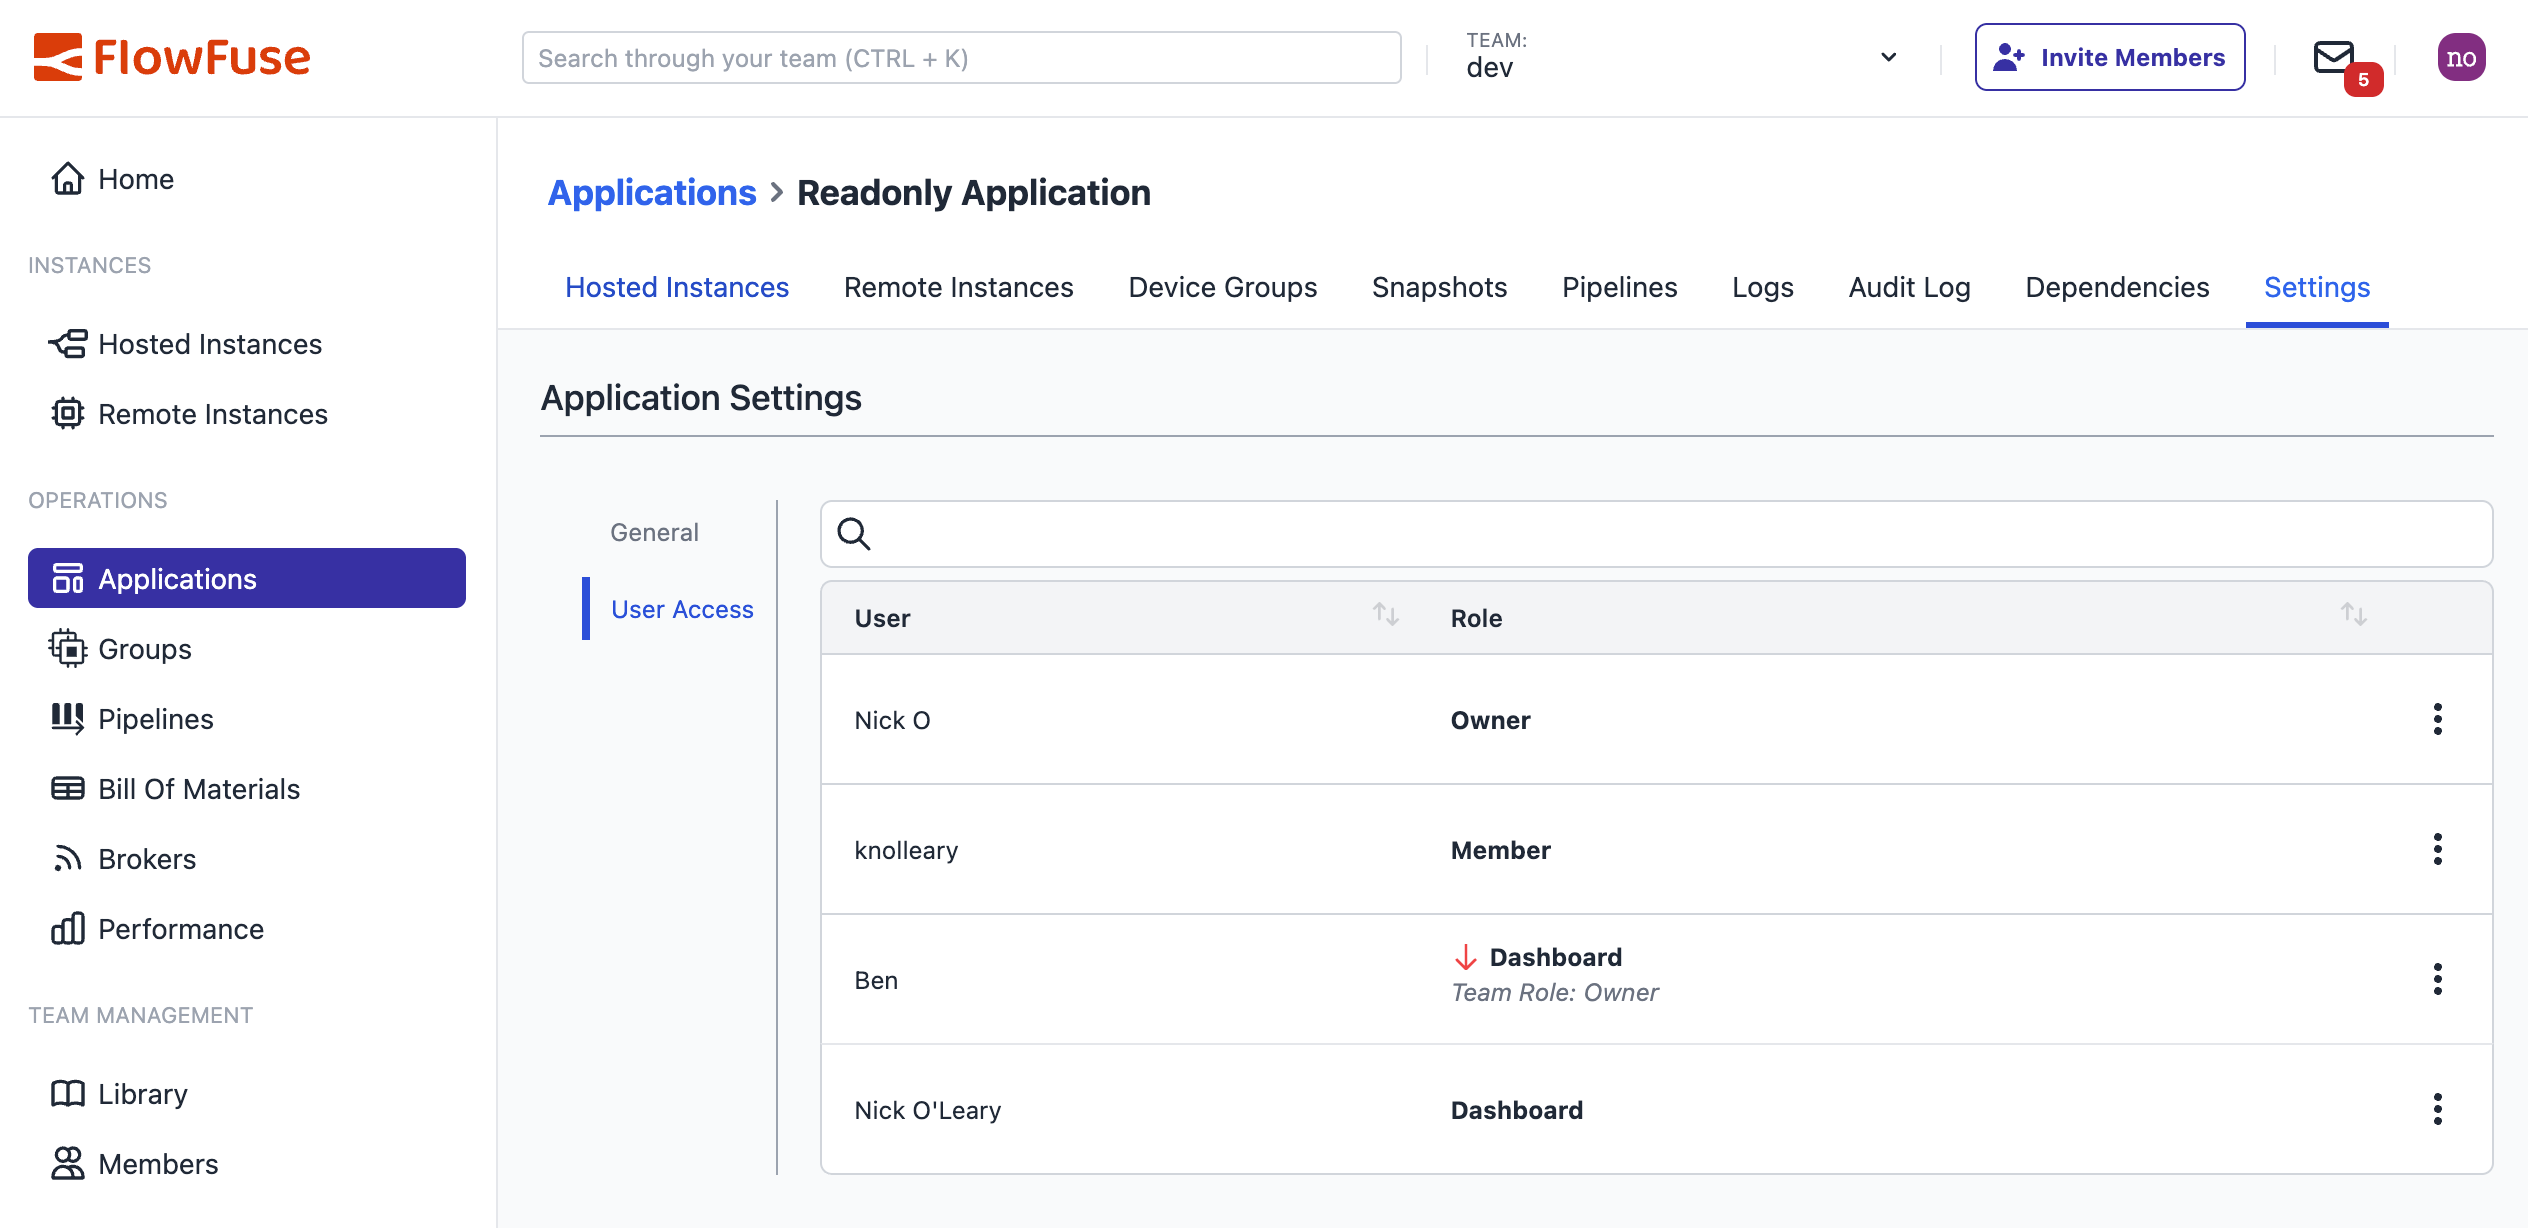 FlowFuse
Search through your team (CTRL + K)
TEAM:
dev
Invite Members
5
no
Home
INSTANCES
Hosted Instances
Remote Instances
OPERATIONS
Applications
Groups
Pipelines
Bill Of Materials
Brokers
Performance
TEAM MANAGEMENT
Library
Members
Applications > Readonly Application
Hosted Instances Remote Instances Device Groups Snapshots Pipelines Logs Audit Log Dependencies Settings
Application Settings
General
User Access
User Role
Nick O Owner
knolleary Member
Ben Dashboard
Team Role: Owner
Nick O'Leary Dashboard